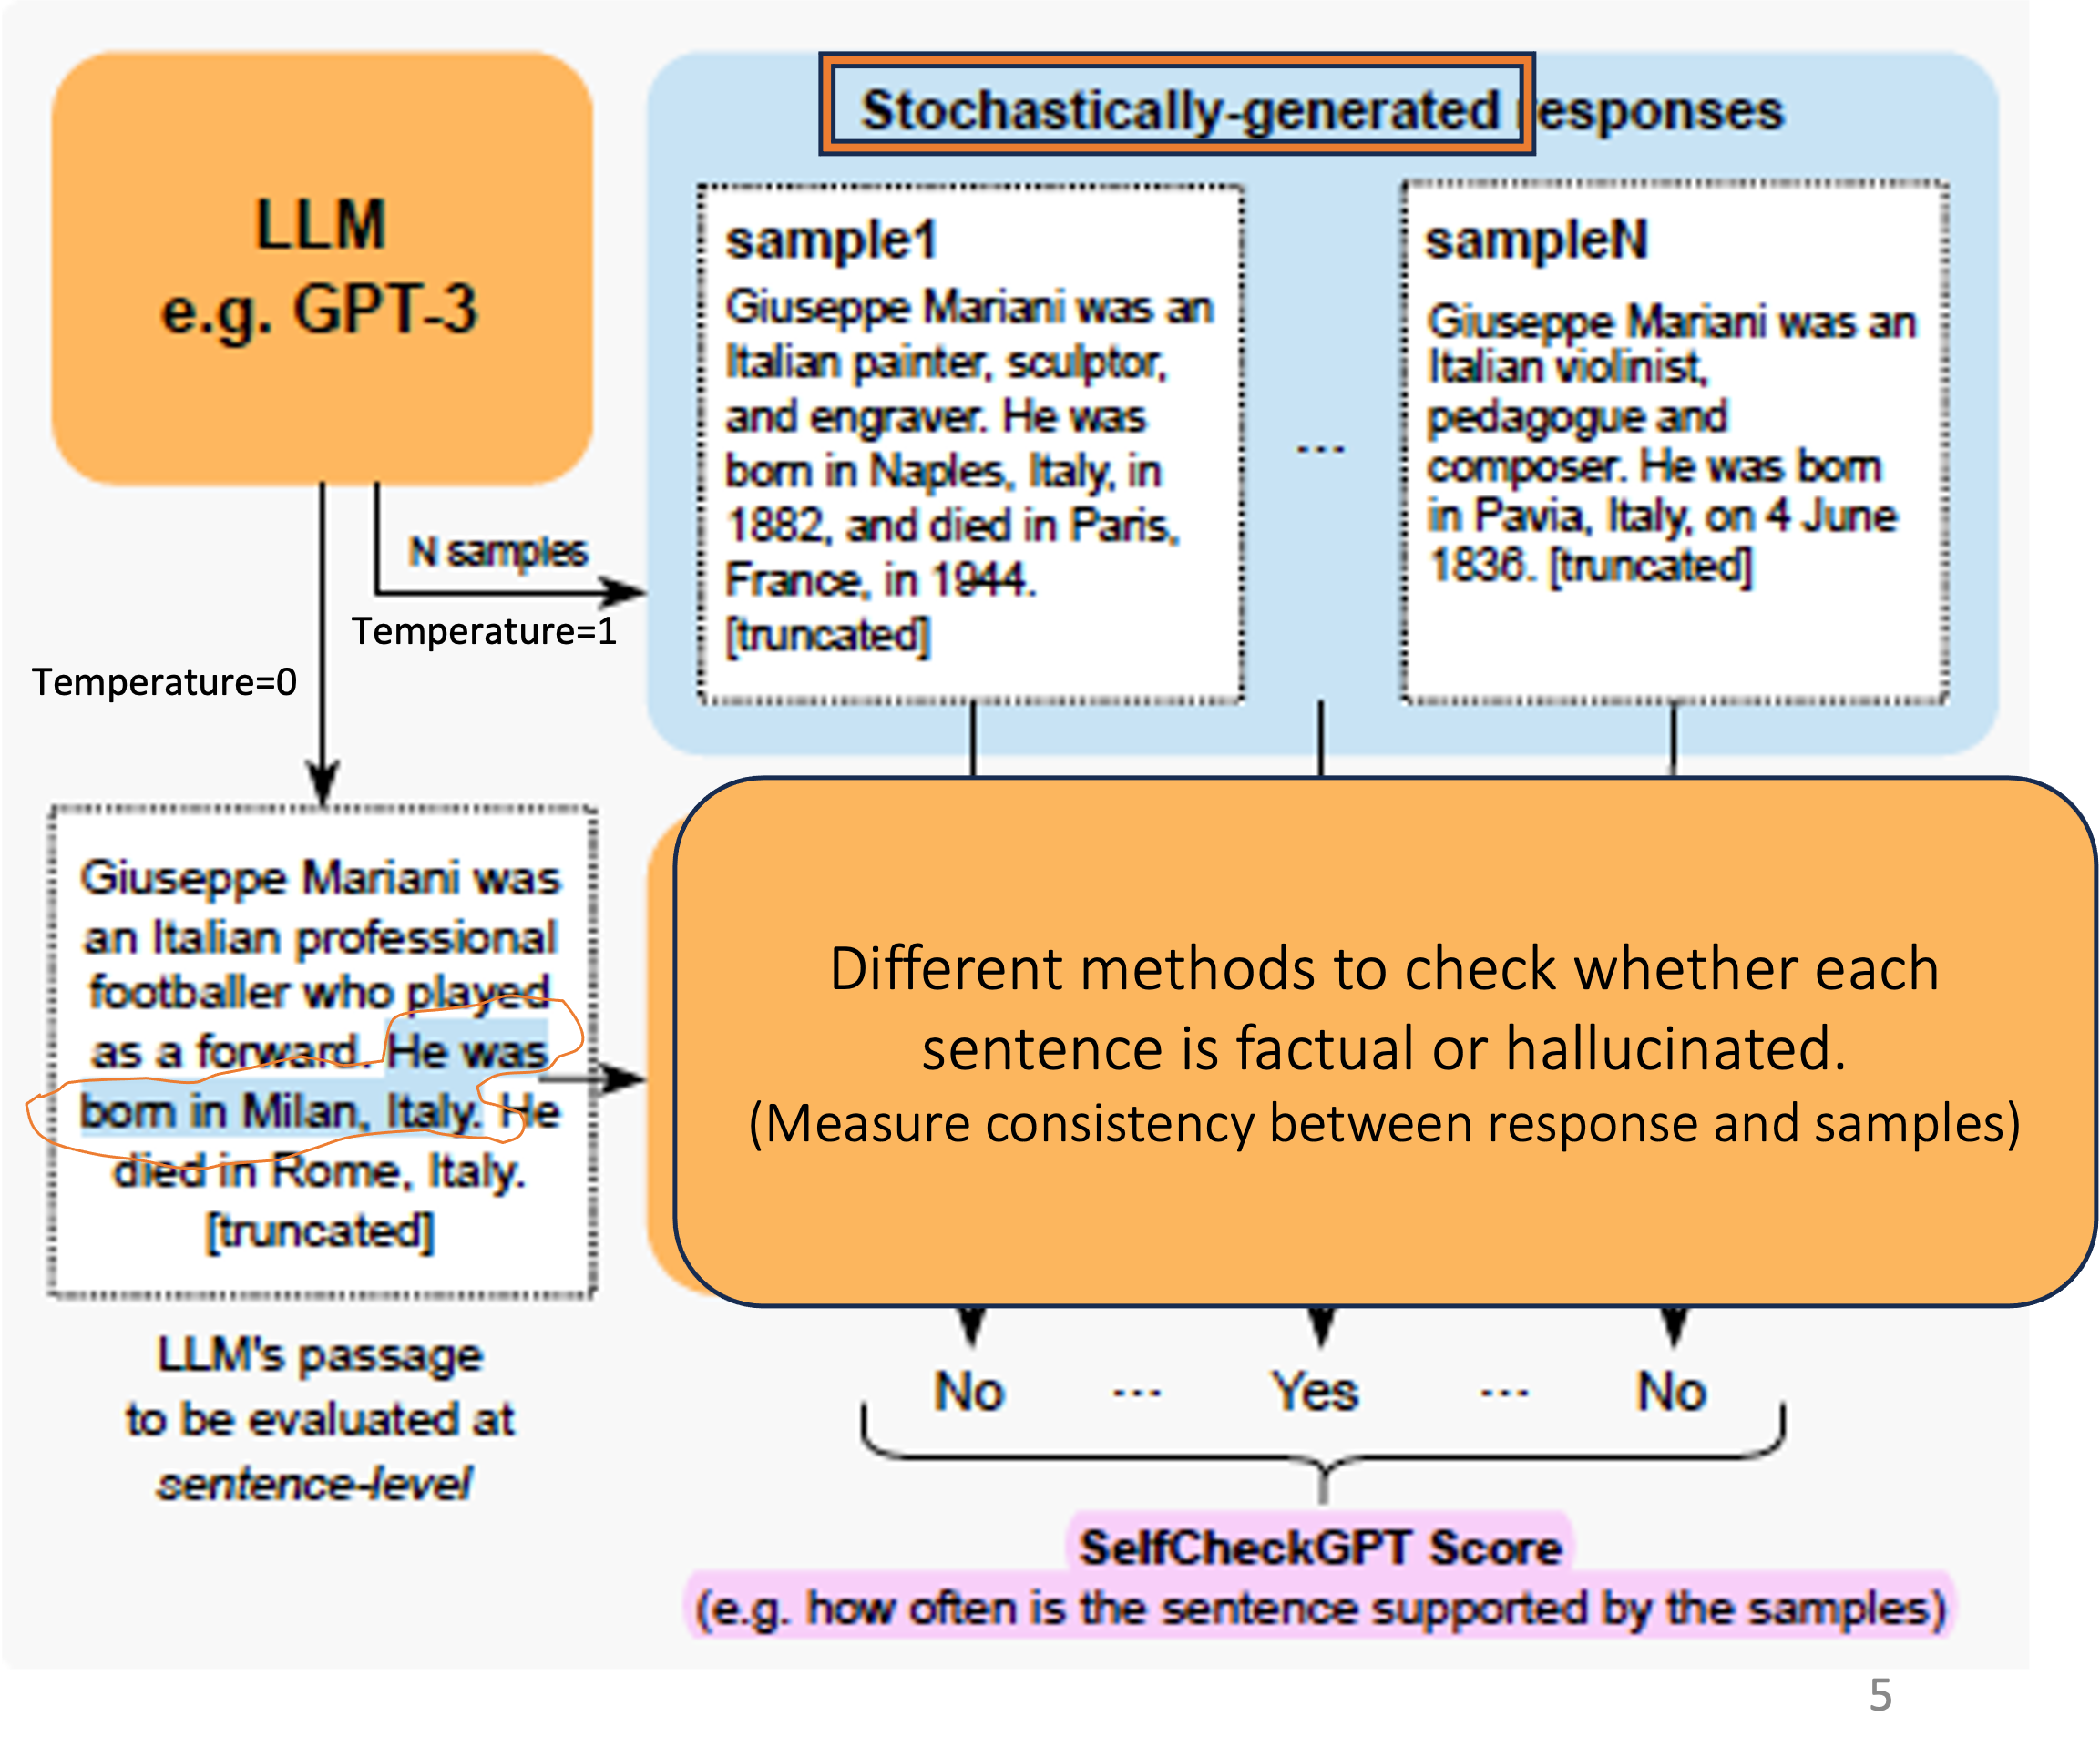 LLM
e.g. GPT-3
Stochastically-generated responses
sample1
Giuseppe Mariani was an
Italian painter, sculptor,
and engraver. He was
born in Naples, Italy, in
1882, and died in Paris,
France, in 1944.
[truncated]
...
sampleN
Giuseppe Mariani was an
Italian violinist,
pedagogue and
composer. He was born
in Pavia, Italy, on 4 June
1836. [truncated]
N samples
Temperature=1
Temperature=0
Giuseppe Mariani was
an Italian professional
footballer who played
as a forward. He was
born in Milan, Italy. He
died in Rome, Italy.
[truncated]
LLM's passage
to be evaluated at
sentence-level
Different methods to check whether each
sentence is factual or hallucinated.
(Measure consistency between response and samples)
No ... Yes ... No
SelfCheckGPT Score
(e.g. how often is the sentence supported by the samples)
5